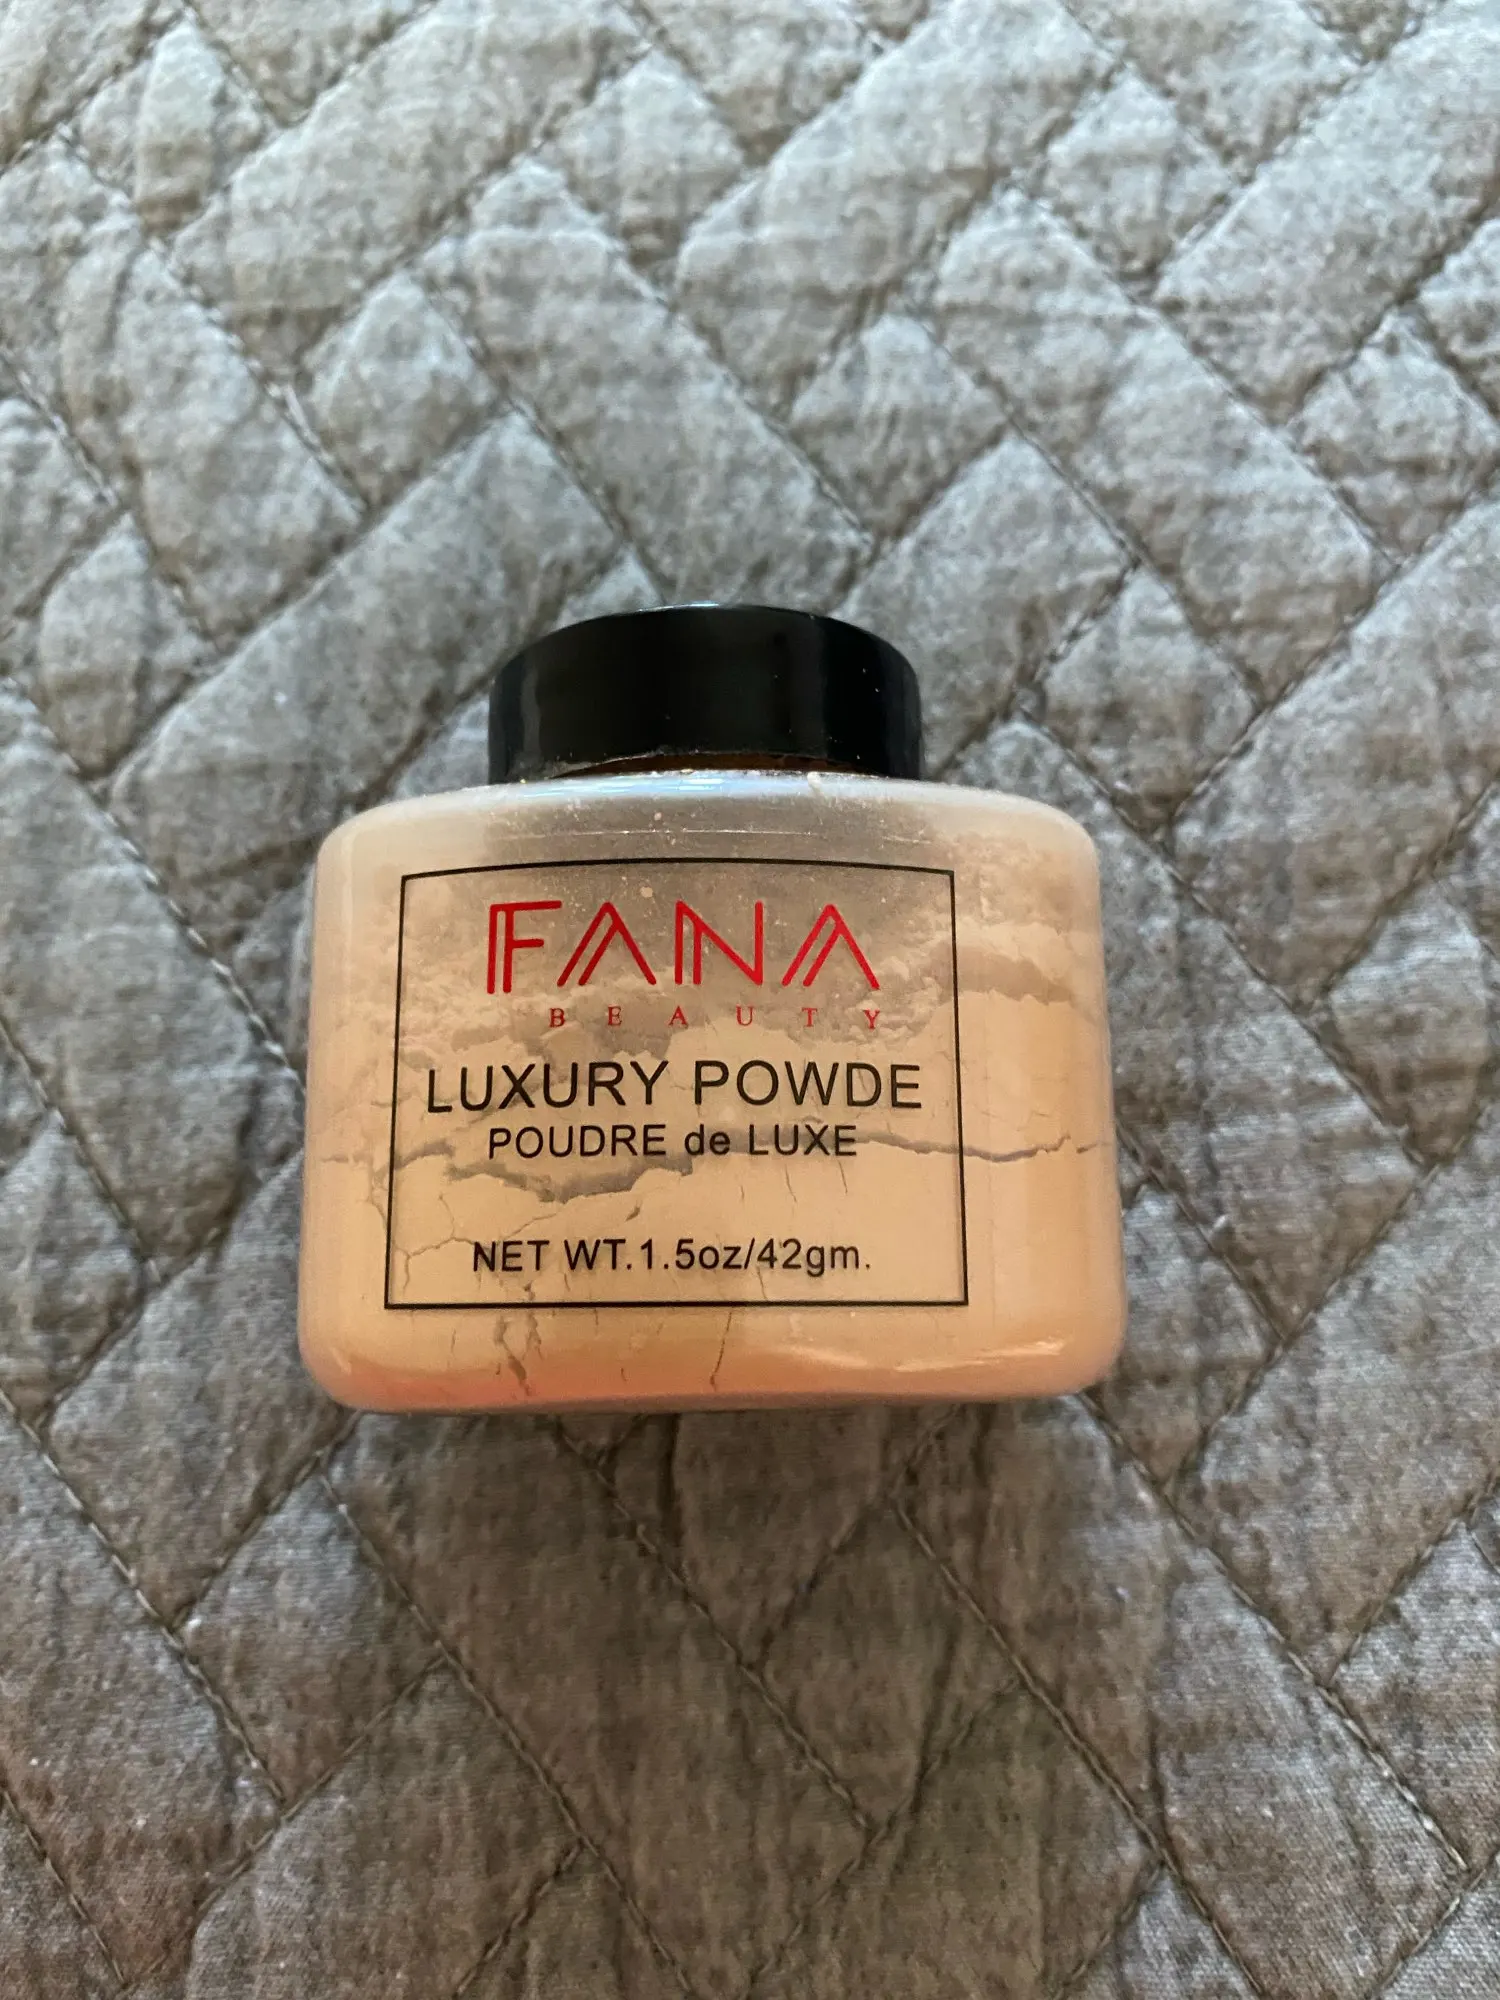 FANA
BEAUTY
LUXURY POWDE
POUDRE de LUXE
NET WT.1.5oz/42gm.